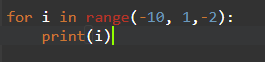 for i in range(-10, 1,-2):
    print(i)